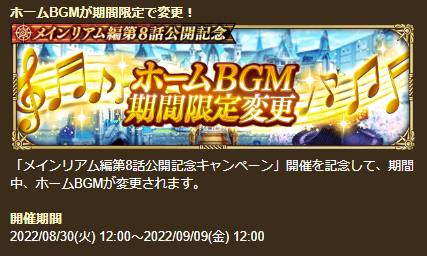 ホームBGMが期間限定で変更！
メインリアム編第8話公開記念
ホームBGM
期間限定変更
「メインリアム編第8話公開記念キャンペーン」開催を記念して、期間
中、ホームBGMが変更されます。
開催期間
2022/08/30(火) 12:00～2022/09/09(金) 12:00